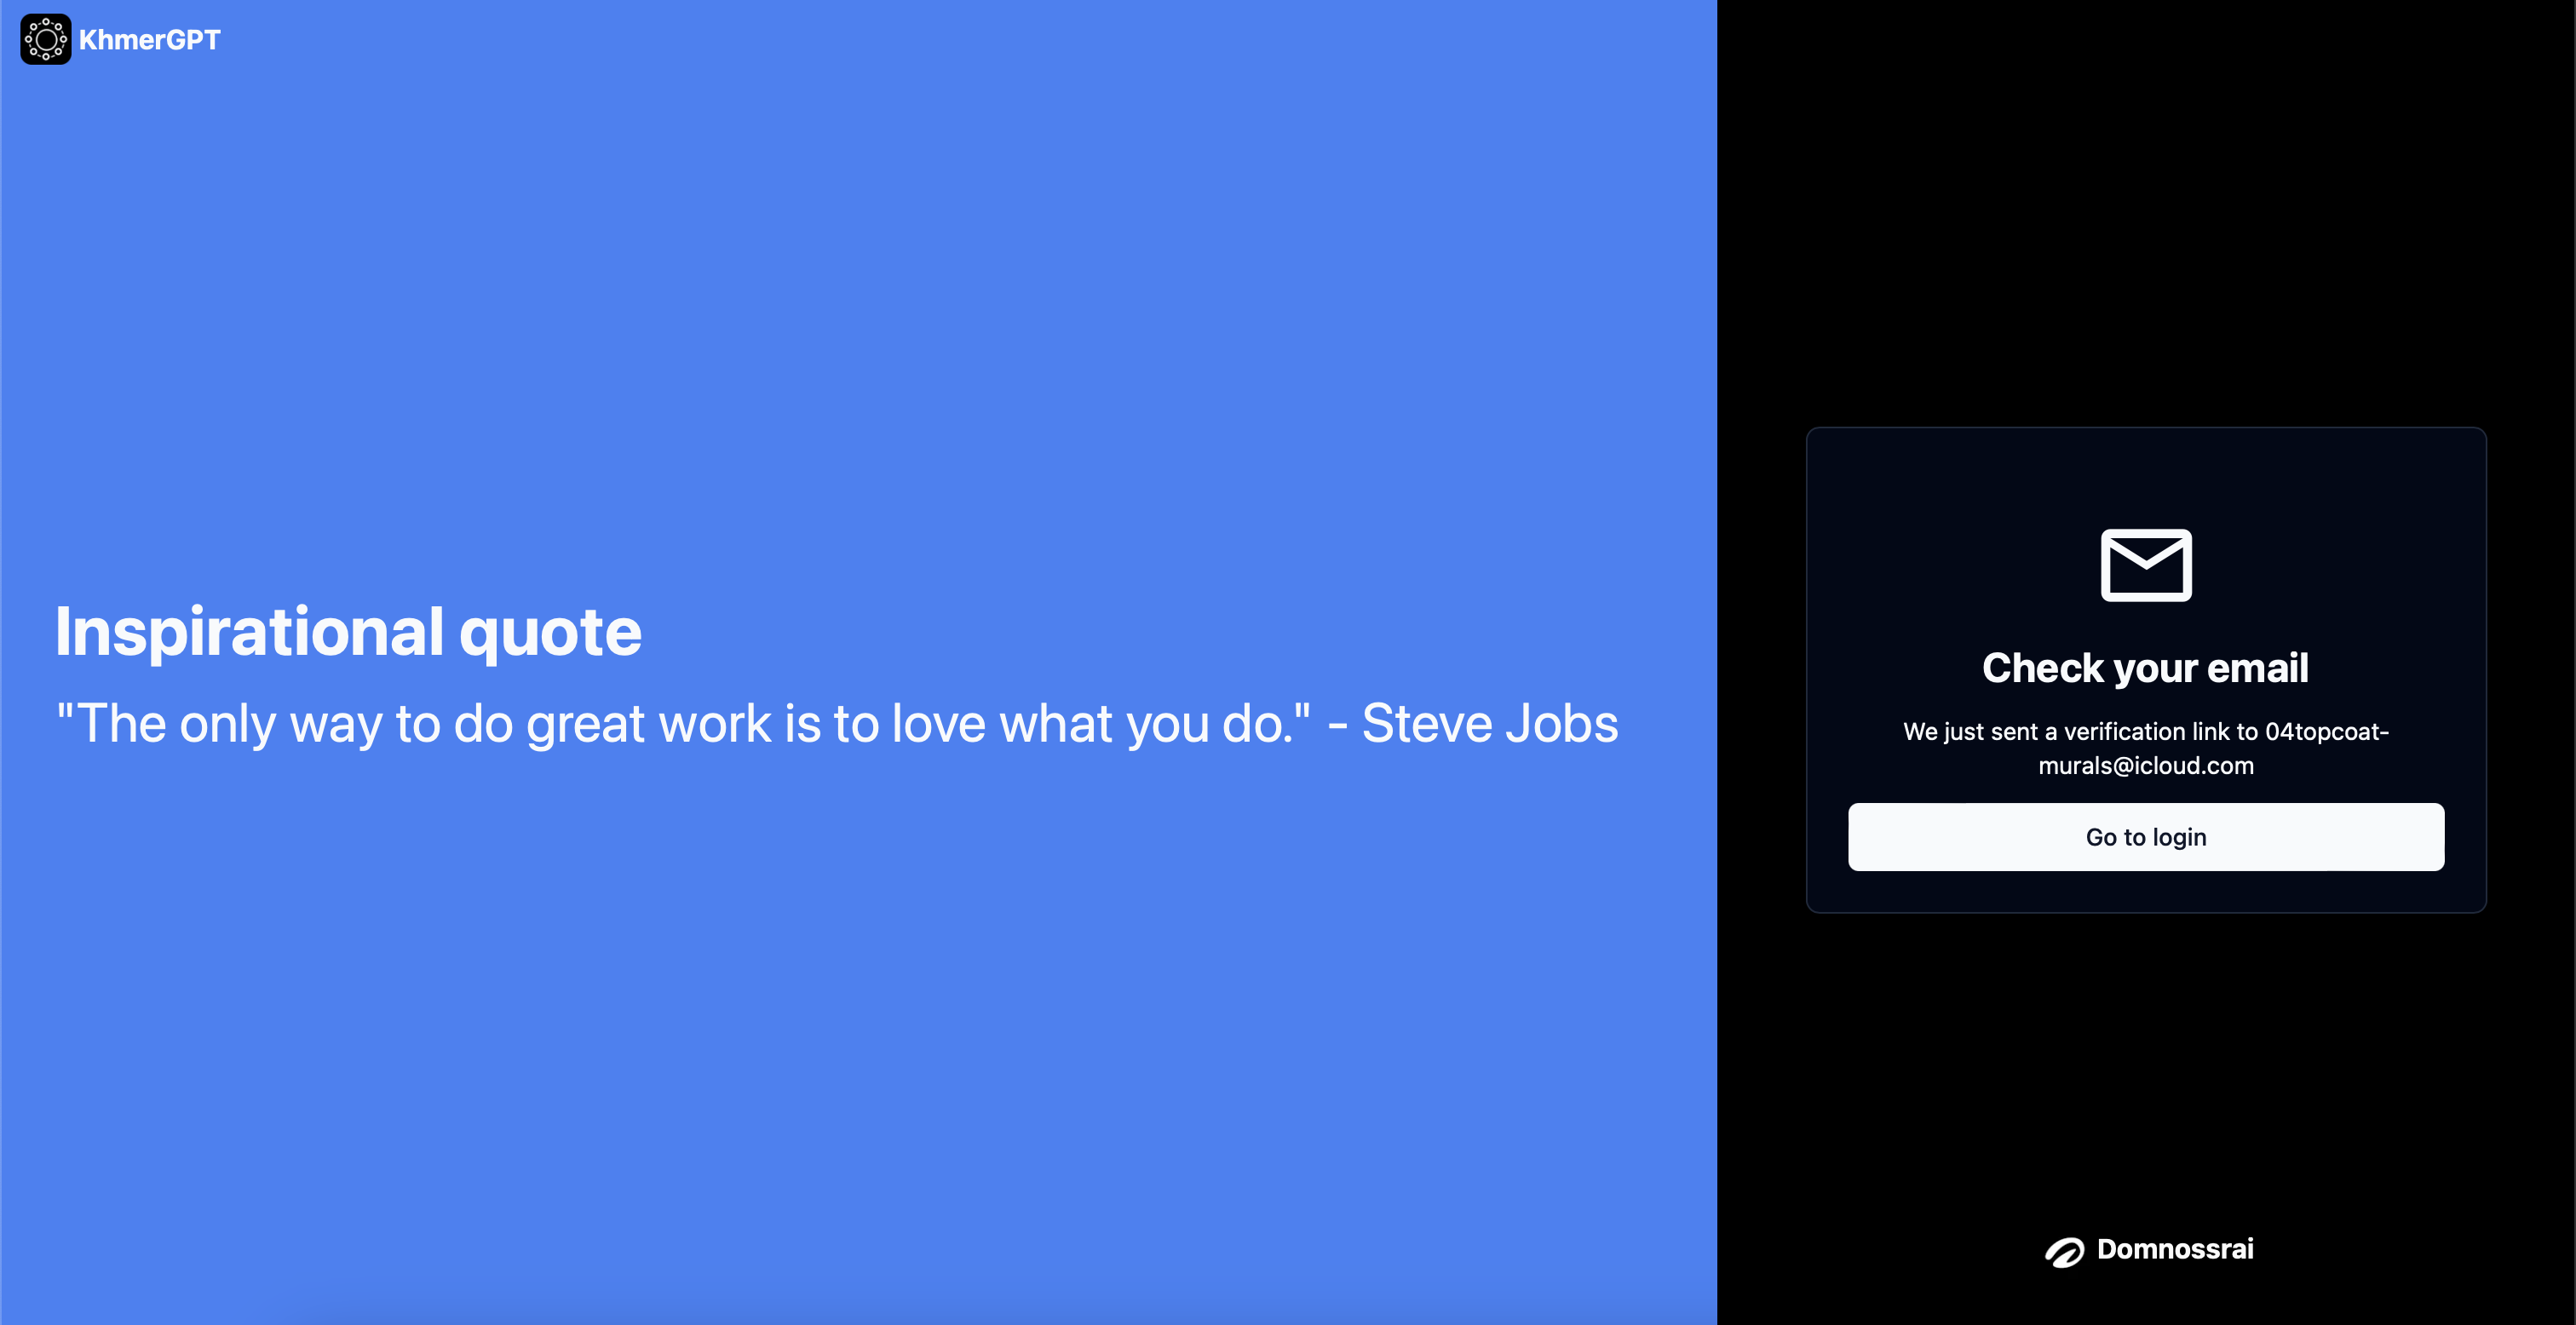 KhmerGPT
Inspirational quote
"The only way to do great work is to love what you do." - Steve Jobs
Check your email
We just sent a verification link to 04topcoat-
murals@icloud.com
Go to login
Domnossrai